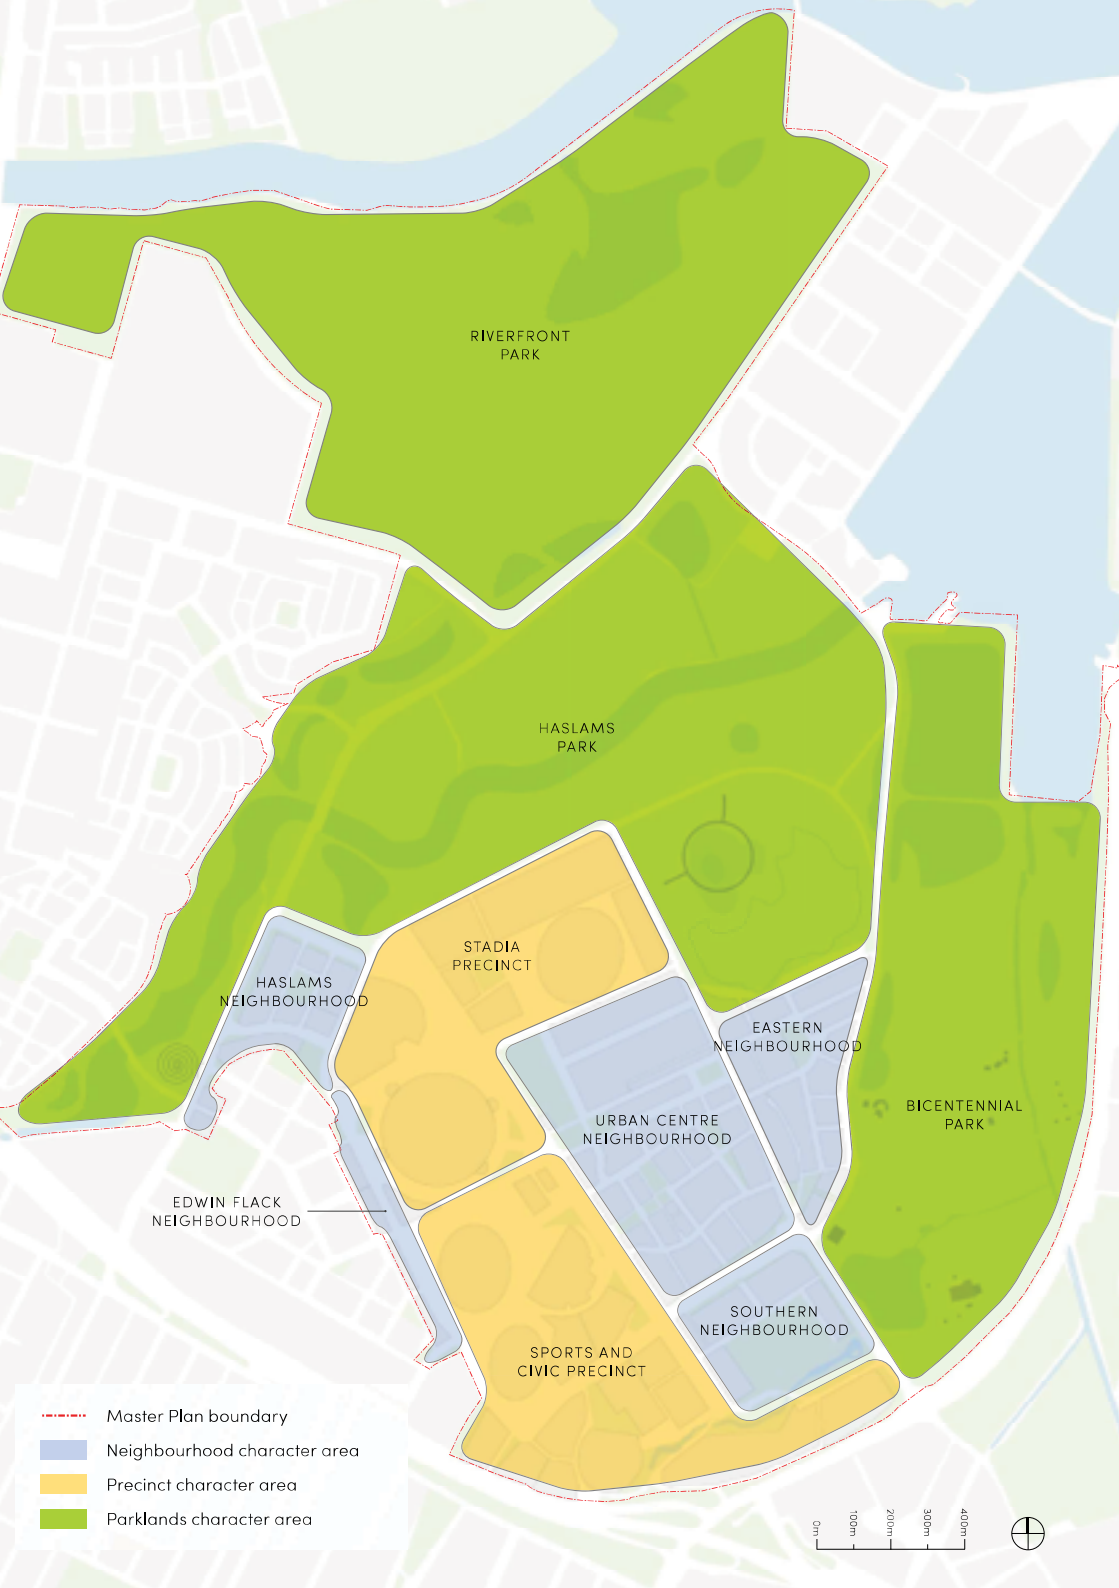 RIVERFRONT
PARK
HASLAMS
PARK
STADIA
PRECINCT
HASLAMS
NEIGHBOURHOOD
EASTERN
NEIGHBOURHOOD
URBAN CENTRE
NEIGHBOURHOOD
BICENTENNIAL
PARK
EDWIN FLACK
NEIGHBOURHOOD
SOUTHERN
NEIGHBOURHOOD
SPORTS AND
CIVIC PRECINCT
Master Plan boundary
Neighbourhood character area
Precinct character area
Parklands character area
0m
100m
200m
300m
400m